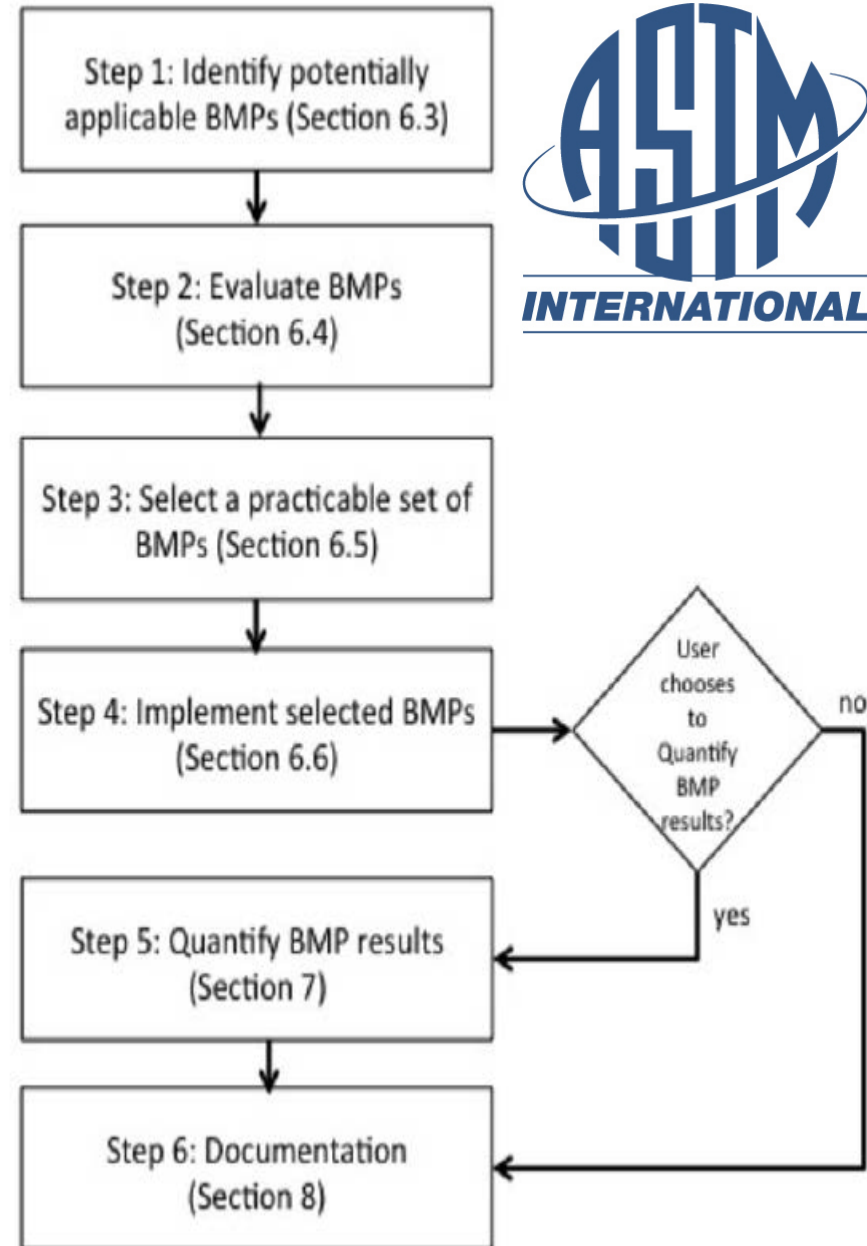 Step 1: Identify potentially
applicable BMPs (Section 6.3)
ASTM
INTERNATIONAL
Step 2: Evaluate BMPs
(Section 6.4)
Step 3: Select a practicable set of
BMPs (Section 6.5)
Step 4: Implement selected BMPs
(Section 6.6)
User
chooses
to
Quantify
BMP
results?
no
yes
Step 5: Quantify BMP results
(Section 7)
Step 6: Documentation
(Section 8)